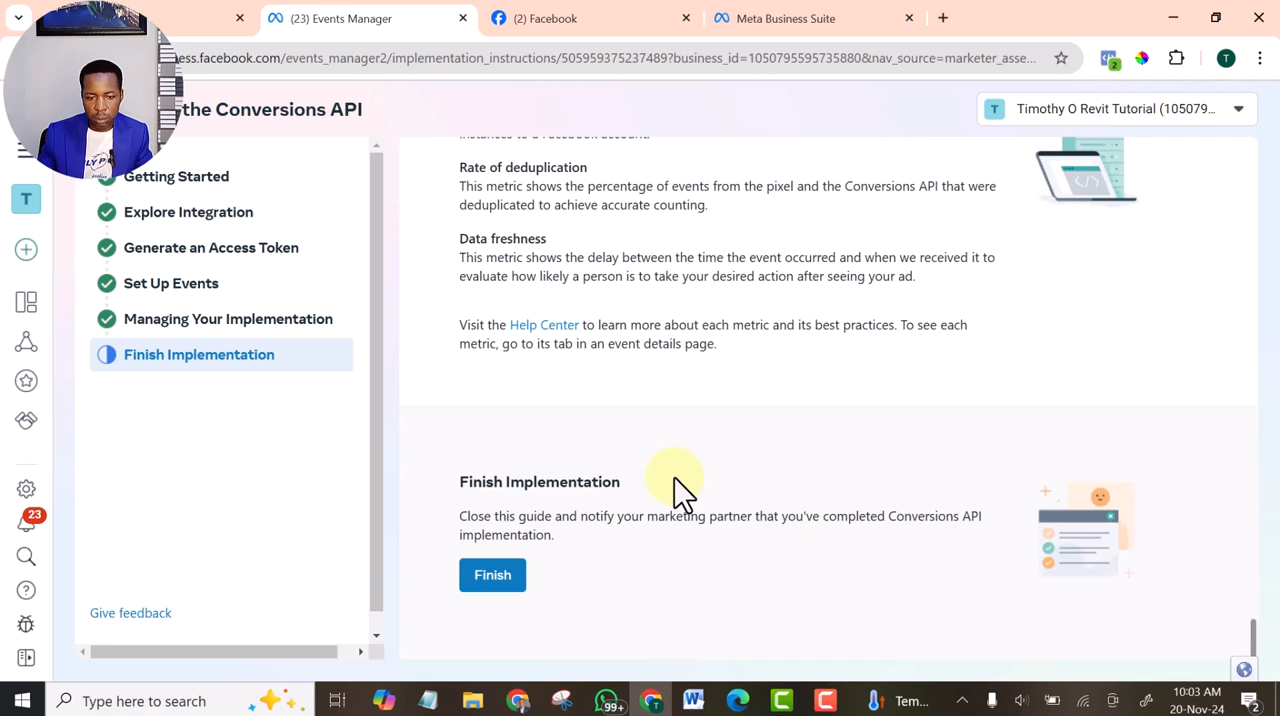 (23) Events Manager
(2) Facebook
Meta Business Suite
ess.facebook.com/events_manager2/implementation_instructions/505959375237489?business_id=1050795595735880&nav_source=marketer_asse...
2
T
the Conversions API
T
Timothy O Revit Tutorial (105079...
T
Getting Started
Explore Integration
Generate an Access Token
Set Up Events
Managing Your Implementation
Finish Implementation
Give feedback
instances to a Facebook account.
Rate of deduplication
This metric shows the percentage of events from the pixel and the Conversions API that were
deduplicated to achieve accurate counting.
Data freshness
This metric shows the delay between the time the event occurred and when we received it to
evaluate how likely a person is to take your desired action after seeing your ad.
Visit the Help Center to learn more about each metric and its best practices. To see each
metric, go to its tab in an event details page.
Finish Implementation
Close this guide and notify your marketing partner that you've completed Conversions API
implementation.
Finish
23
Type here to search
99+
Tem...
10:03 AM
20-Nov-24
2